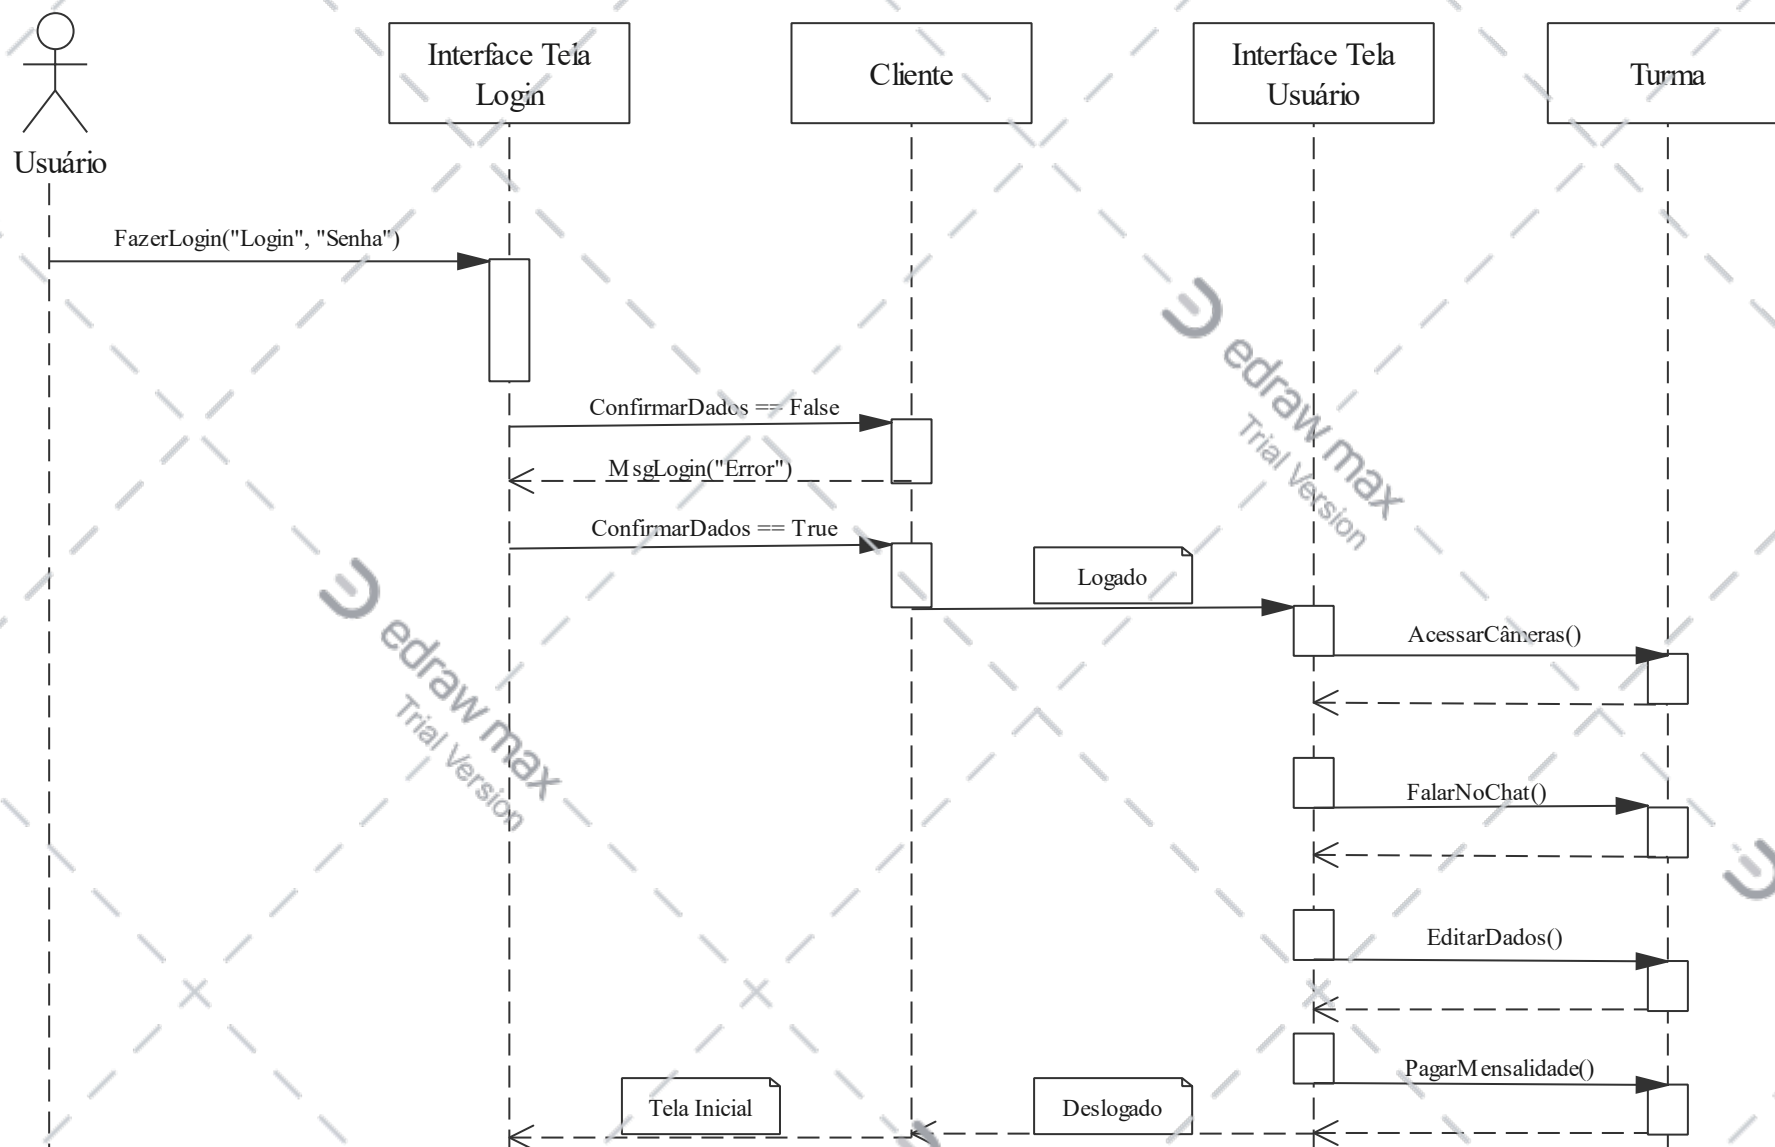 Interface Tela
Login
Cliente
Interface Tela
Usuário
Turma
Usuário
FazerLogin("Login", "Senha")
ConfirmarDados == False
MsgLogin("Error")
ConfirmarDados == True
Logado
AcessarCâmeras()
FalarNoChat()
EditarDados()
PagarMensalidade()
Tela Inicial
Deslogado
edraw max
Trial Version
edraw max
Trial Version